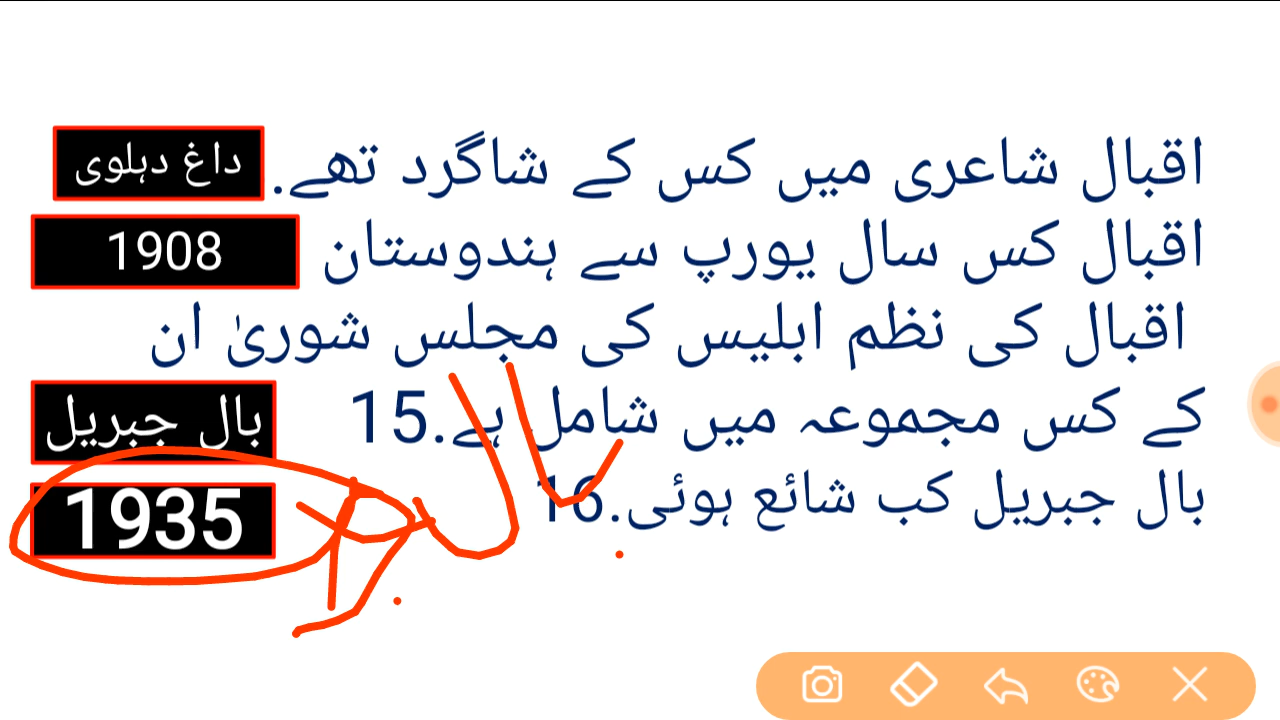 اقبال شاعری میں کس کے شاگرد تھے. داغ دہلوی
اقبال کس سال یورپ سے ہندوستان 1908
اقبال کی نظم ابلیس کی مجلس شوریٰ ان
کے کس مجموعہ میں شامل ہے.15 بال جبریل
بال جبریل کب شائع ہوئی.16 1935